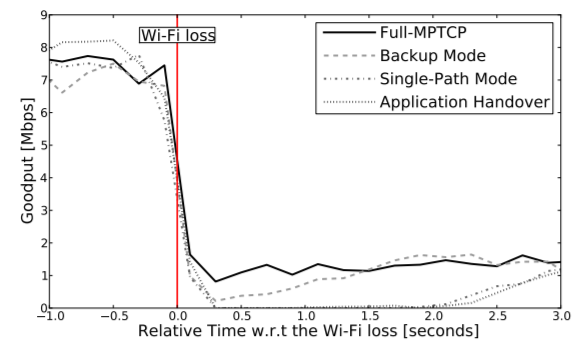 Wi-Fi loss
Full-MPTCP
Backup Mode
Single-Path Mode
Application Handover
Goodput [Mbps]
9
8
7
6
5
4
3
2
1
0
−1.0 −0.5 0.0 0.5 1.0 1.5 2.0 2.5 3.0
Relative Time w.r.t the Wi-Fi loss [seconds]